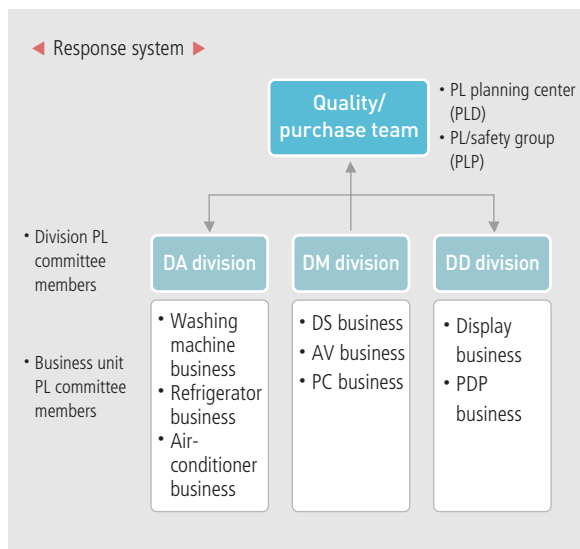 ◀ Response system ▶
Quality/
purchase team
• PL planning center
(PLD)
• PL/safety group
(PLP)
• Division PL
committee
members
DA division
DM division
DD division
• Business unit
PL committee
members
• Washing
machine
business
• Refrigerator
business
• Air-
conditioner
business
• DS business
• AV business
• PC business
• Display
business
• PDP
business